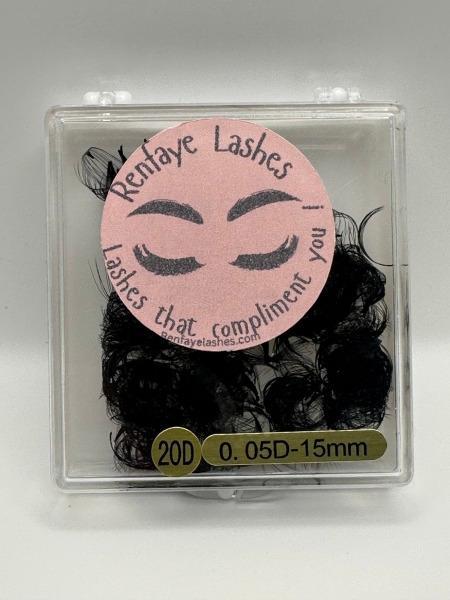 Renfaye Lashes
Lashes that compliment you !
Renfayelashes.com
20D
0. 05D-15mm